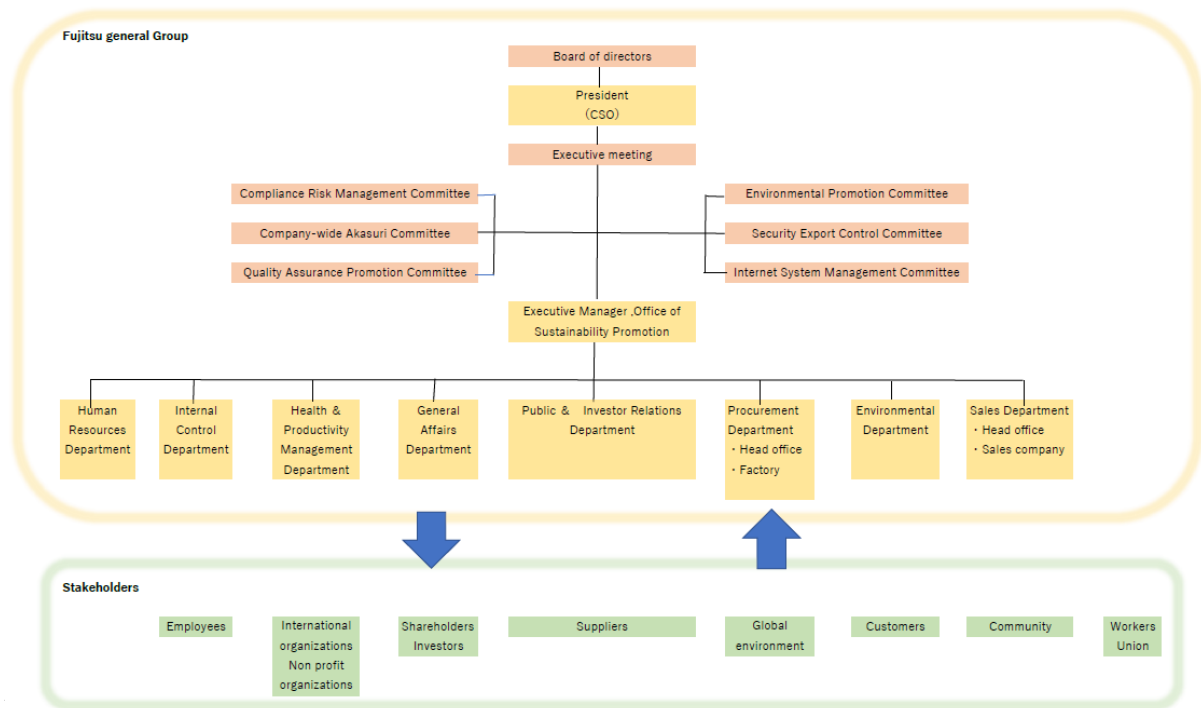 Fujitsu general Group
Board of directors
President
(CSO)
Executive meeting
Compliance Risk Management Committee
Environmental Promotion Committee
Company-wide Akasuri Committee
Security Export Control Committee
Quality Assurance Promotion Committee
Internet System Management Committee
Executive Manager ,Office of
Sustainability Promotion
Human
Resources
Department
Internal
Control
Department
Health &
Productivity
Management
Department
General
Affairs
Department
Public & Investor Relations
Department
Procurement
Department
・Head office
・Factory
Environmental
Department
Sales Department
・Head office
・Sales company
Stakeholders
Employees
International
organizations
Non profit
organizations
Shareholders
Investors
Suppliers
Global
environment
Customers
Community
Workers
Union